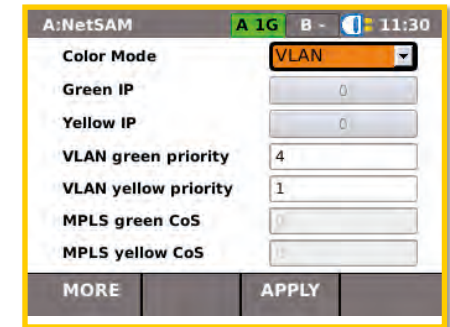 A:NetSAM A 1G B - 11:30
Color Mode VLAN
Green IP 0
Yellow IP 0
VLAN green priority 4
VLAN yellow priority 1
MPLS green CoS 0
MPLS yellow CoS
MORE APPLY